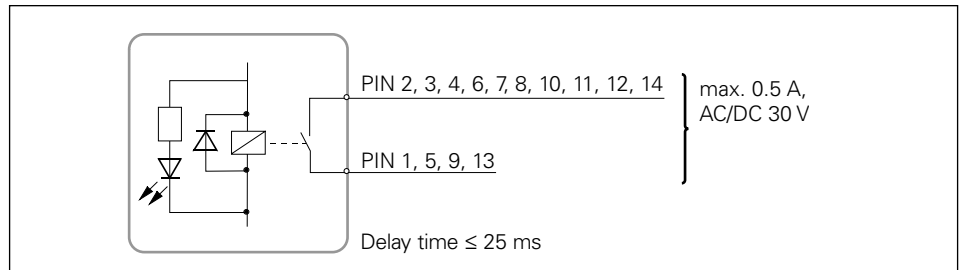 PIN 2, 3, 4, 6, 7, 8, 10, 11, 12, 14
max. 0.5 A,
AC/DC 30 V
PIN 1, 5, 9, 13
Delay time ≤ 25 ms